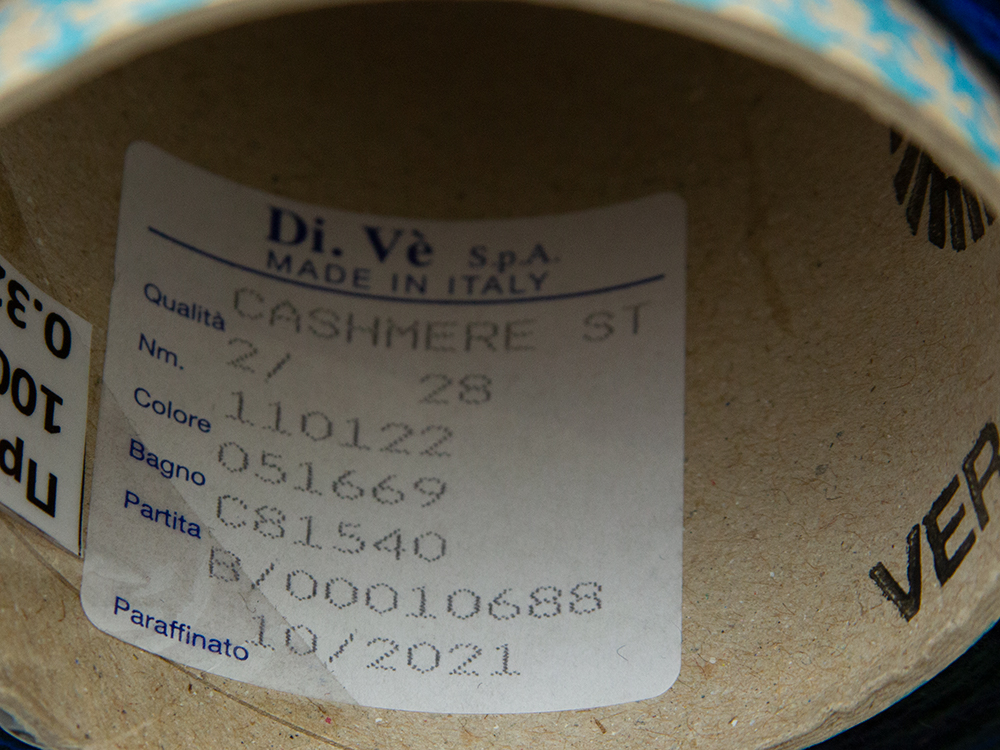 Di. Vè S.p.A.
MADE IN ITALY
Qualità CASHMERE ST
Nm. 2/ 28
Colore 110122
Bagno 051669
Partita C81540
B/00010688
Paraffinato 10/2021